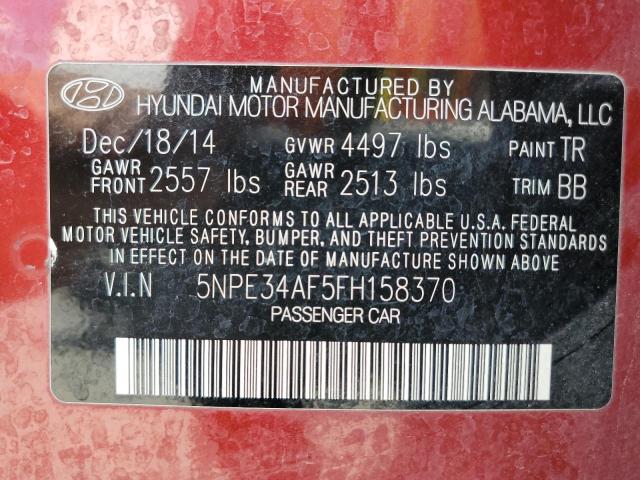 MANUFACTURED BY
HYUNDAI MOTOR MANUFACTURING ALABAMA, LLC
Dec/18/14 GVWR 4497 lbs PAINT TR
GAWR FRONT 2557 lbs GAWR REAR 2513 lbs TRIM BB
THIS VEHICLE CONFORMS TO ALL APPLICABLE U.S.A. FEDERAL
MOTOR VEHICLE SAFETY, BUMPER, AND THEFT PREVENTION STANDARDS
IN EFFECT ON THE DATE OF MANUFACTURE SHOWN ABOVE.
V.I.N 5NPE34AF5FH158370
PASSENGER CAR